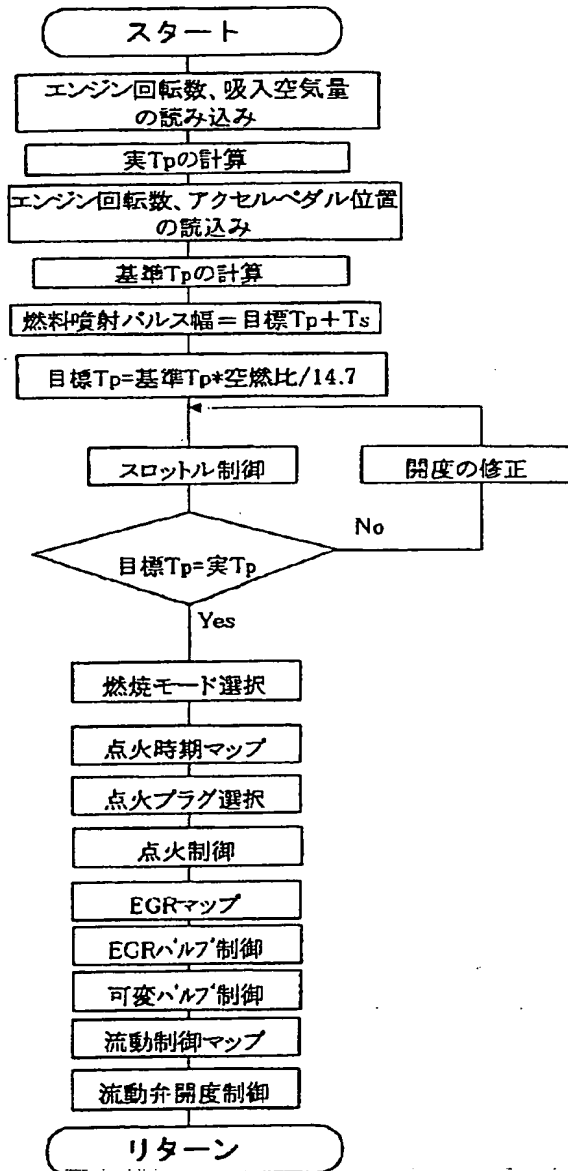 スタート
エンジン回転数、吸入空気量
の読み込み
実Tpの計算
エンジン回転数、アクセルペダル位置
の読込み
基準Tpの計算
燃料噴射パルス幅=目標Tp+Ts
目標Tp=基準Tp*空燃比/14.7
スロットル制御
開度の修正
No
目標Tp=実Tp
Yes
燃焼モード選択
点火時期マップ
点火プラグ選択
点火制御
EGRマップ
EGRバルブ制御
可変バルブ制御
流動制御マップ
流動弁開度制御
リターン